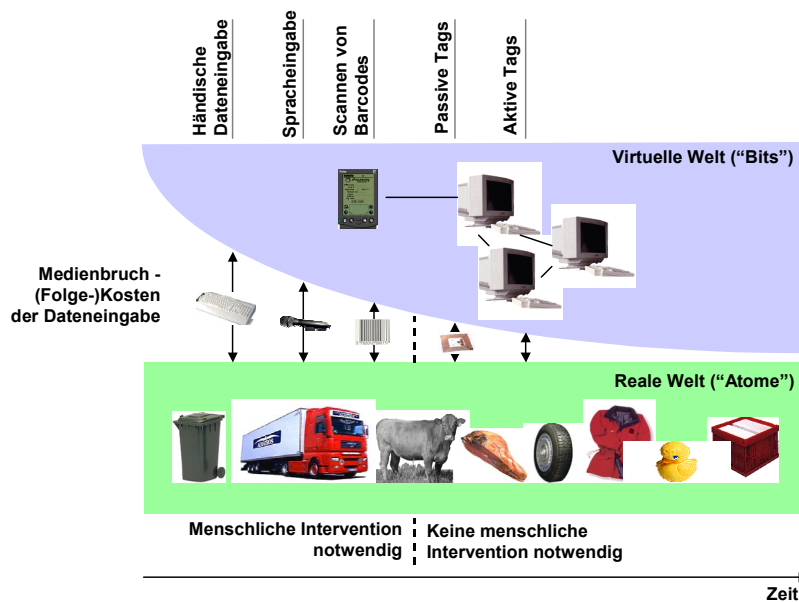 Händische
Dateneingabe
Spracheingabe
Scannen von
Barcodes
Passive Tags
Aktive Tags
Virtuelle Welt (“Bits”)
Medienbruch -
(Folge-)Kosten
der Dateneingabe
Reale Welt (“Atome”)
Menschliche Intervention
notwendig
Keine menschliche
Intervention notwendig
Zeit